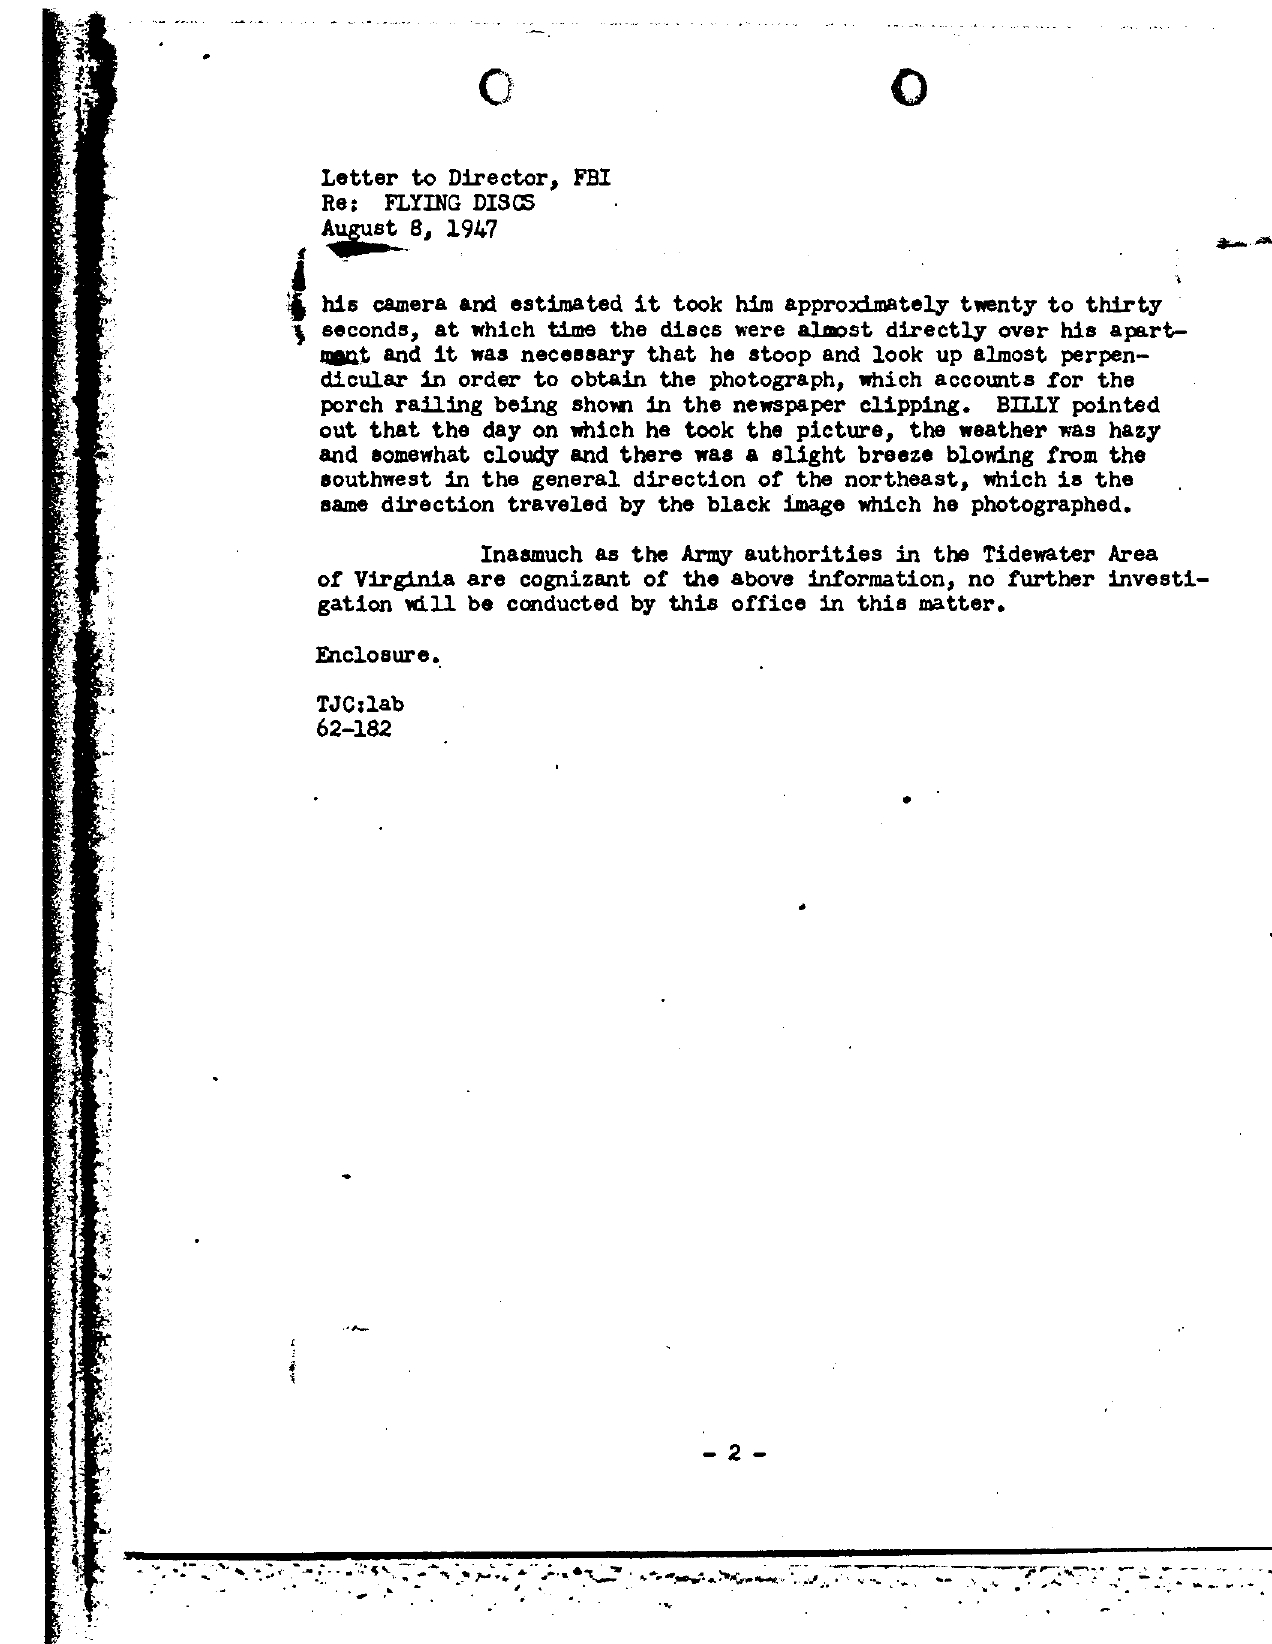 Letter to Director, FBI
Re: FLYING DISCS
August 8, 1947
his camera and estimated it took him approximately twenty to thirty
seconds, at which time the discs were almost directly over his apart-
ment and it was necessary that he stoop and look up almost perpen-
dicular in order to obtain the photograph, which accounts for the
porch railing being shown in the newspaper clipping. BILLY pointed
out that the day on which he took the picture, the weather was hazy
and somewhat cloudy and there was a slight breeze blowing from the
southwest in the general direction of the northeast, which is the
same direction traveled by the black image which he photographed.
Inasmuch as the Army authorities in the Tidewater Area
of Virginia are cognizant of the above information, no further investi-
gation will be conducted by this office in this matter.
Enclosure.
TJC:lab
62-182
- 2 -